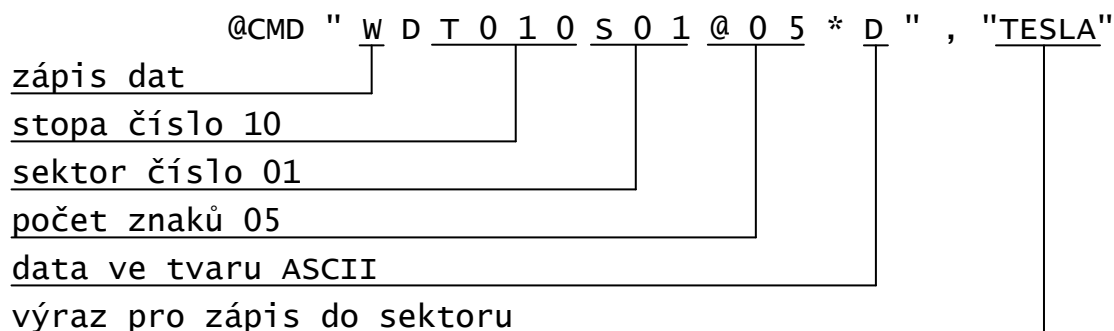 @CMD " W D T 0 1 0 S 0 1 @ 0 5 * D " , "TESLA"
zápis dat
stopa číslo 10
sektor číslo 01
počet znaků 05
data ve tvaru ASCII
výraz pro zápis do sektoru